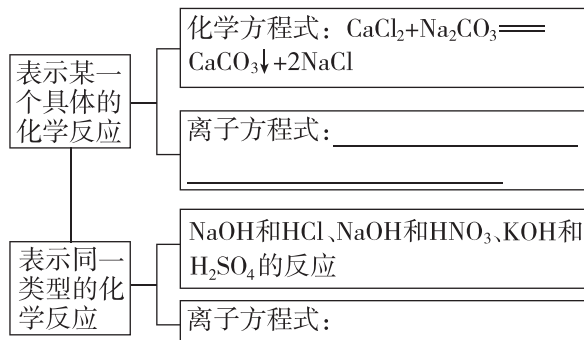 化学方程式：CaCl₂+Na₂CO₃══
CaCO₃↓+2NaCl
表示某一
个具体的
化学反应
离子方程式：
NaOH和HCl、NaOH和HNO₃、KOH和
H₂SO₄的反应
表示同一
类型的化
学反应
离子方程式：